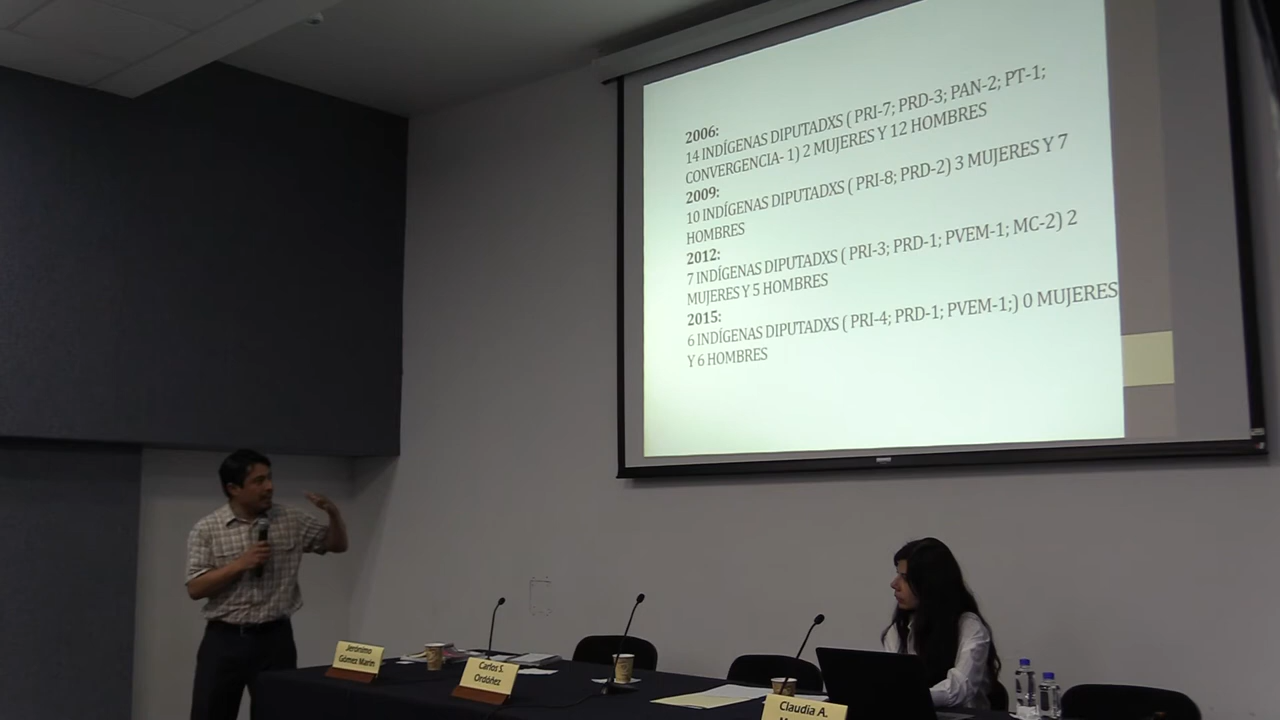 2006:
14 INDÍGENAS DIPUTADXS ( PRI-7; PRD-3; PAN-2; PT-1;
CONVERGENCIA- 1) 2 MUJERES Y 12 HOMBRES
2009:
10 INDÍGENAS DIPUTADXS ( PRI-8; PRD-2) 3 MUJERES Y 7
HOMBRES
2012:
7 INDÍGENAS DIPUTADXS ( PRI-3; PRD-1; PVEM-1; MC-2) 2
MUJERES Y 5 HOMBRES
2015:
6 INDÍGENAS DIPUTADXS ( PRI-4; PRD-1; PVEM-1;) 0 MUJERES
Y 6 HOMBRES
Jerónimo
Gómez Marín
Carlos S.
Ordóñez
Claudia A.